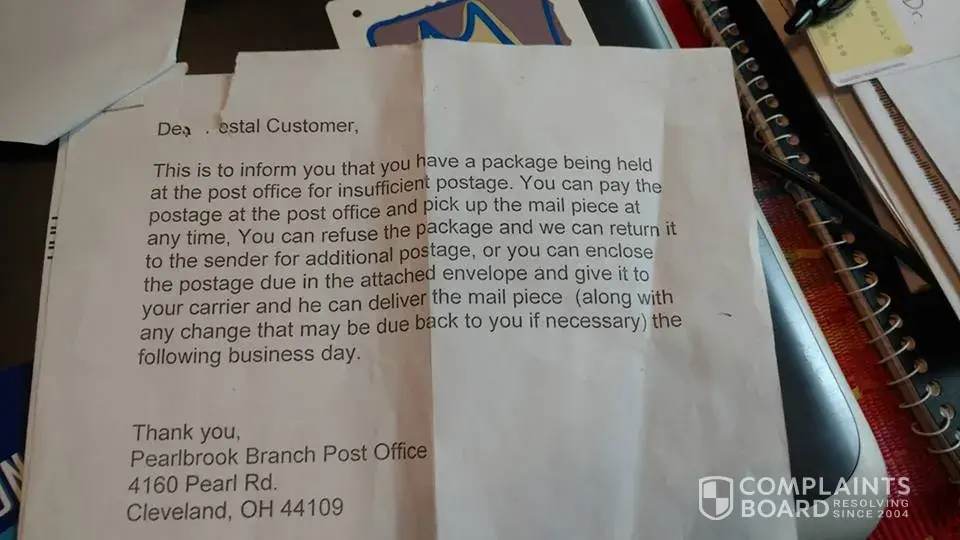 Dea . ostal Customer,
This is to inform you that you have a package being held
at the post office for insufficient postage. You can pay the
postage at the post office and pick up the mail piece at
any time, You can refuse the package and we can return it
to the sender for additional postage, or you can enclose
the postage due in the attached envelope and give it to
your carrier and he can deliver the mail piece (along with
any change that may be due back to you if necessary) the
following business day.
Thank you,
Pearlbrook Branch Post Office
4160 Pearl Rd.
Cleveland, OH 44109
Dr.
COMPLAINTS
BOARD RESOLVING
SINCE 2004